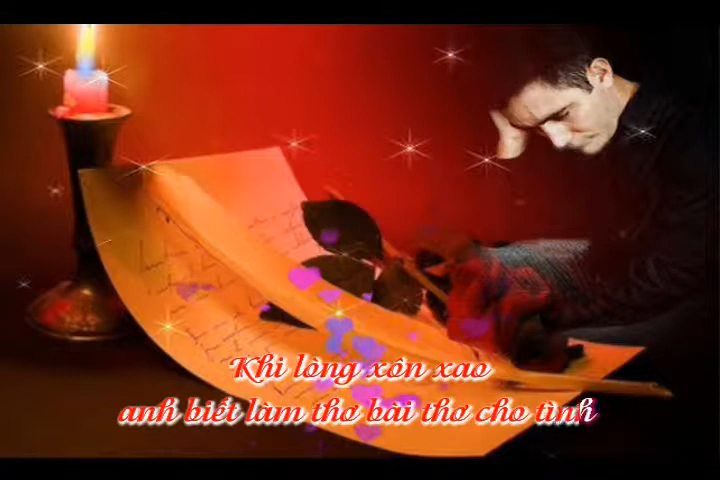 Khi lòng xôn xao
anh biết làm thơ bài thơ cho tình